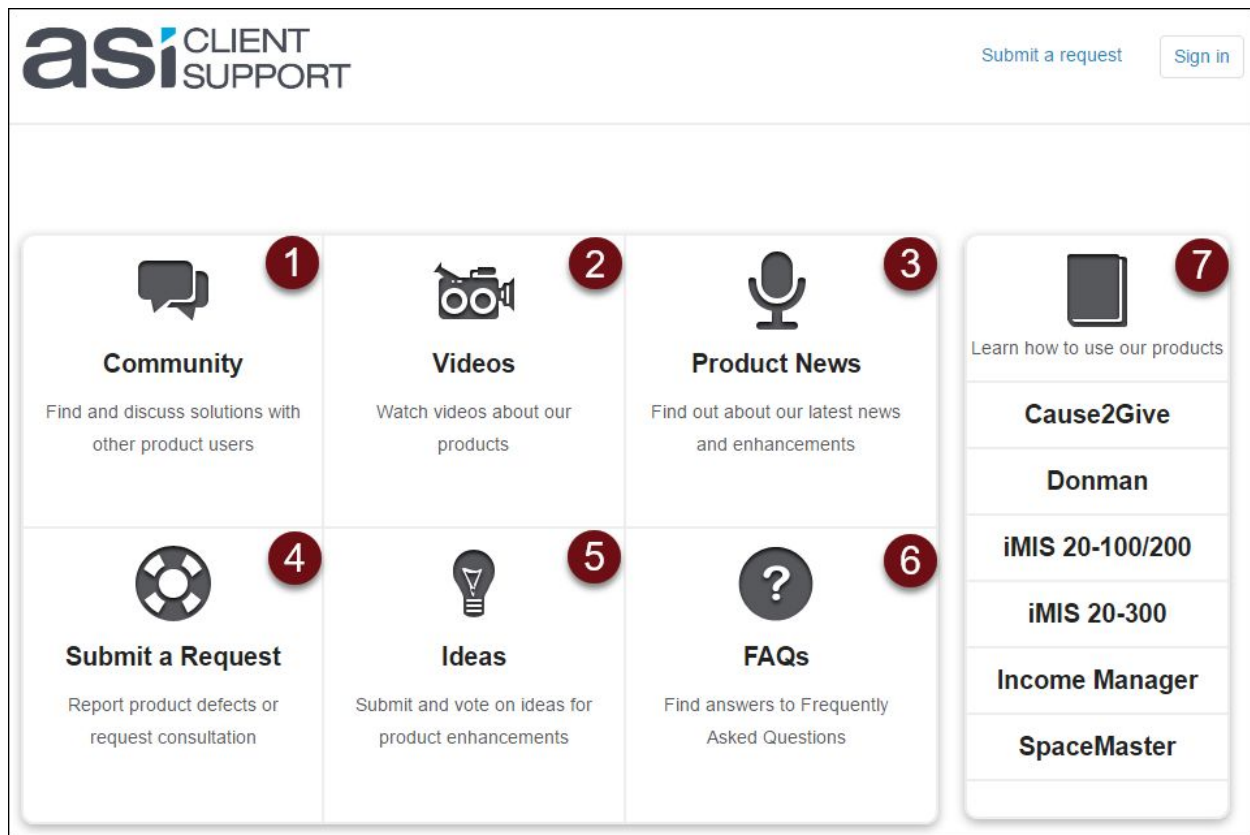 asi CLIENT
SUPPORT
Submit a request
Sign in
1
Community
Find and discuss solutions with
other product users
2
Videos
Watch videos about our
products
3
Product News
Find out about our latest news
and enhancements
4
Submit a Request
Report product defects or
request consultation
5
Ideas
Submit and vote on ideas for
product enhancements
6
?
FAQs
Find answers to Frequently
Asked Questions
7
Learn how to use our products
Cause2Give
Donman
iMIS 20-100/200
iMIS 20-300
Income Manager
SpaceMaster